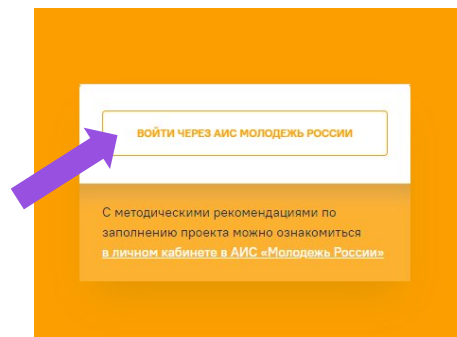 ВОЙТИ ЧЕРЕЗ АИС МОЛОДЕЖЬ РОССИИ
С методическими рекомендациями по
заполнению проекта можно ознакомиться
в личном кабинете в АИС «Молодежь России»